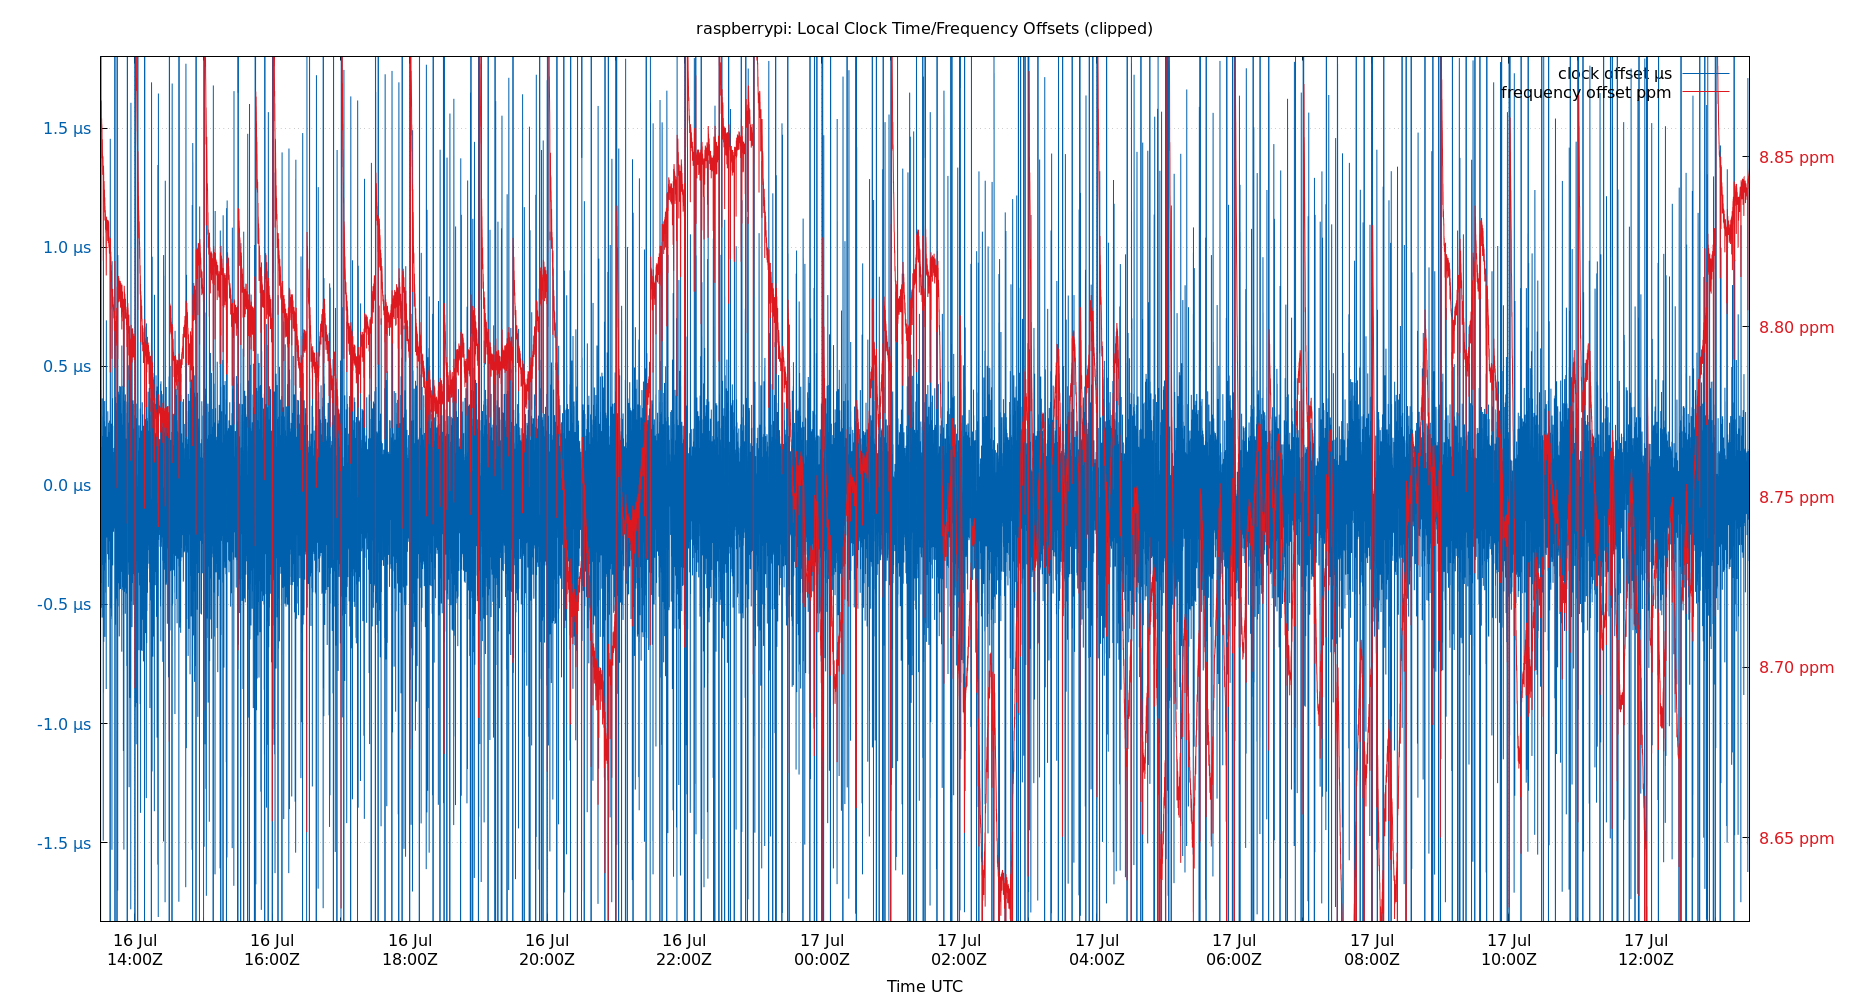 raspberrypi: Local Clock Time/Frequency Offsets (clipped)
clock offset µs
frequency offset ppm
1.5 µs
1.0 µs
0.5 µs
0.0 µs
-0.5 µs
-1.0 µs
-1.5 µs
8.85 ppm
8.80 ppm
8.75 ppm
8.70 ppm
8.65 ppm
16 Jul 16 Jul 16 Jul 16 Jul 16 Jul 17 Jul 17 Jul 17 Jul 17 Jul 17 Jul 17 Jul 17 Jul
14:00Z 16:00Z 18:00Z 20:00Z 22:00Z 00:00Z 02:00Z 04:00Z 06:00Z 08:00Z 10:00Z 12:00Z
Time UTC